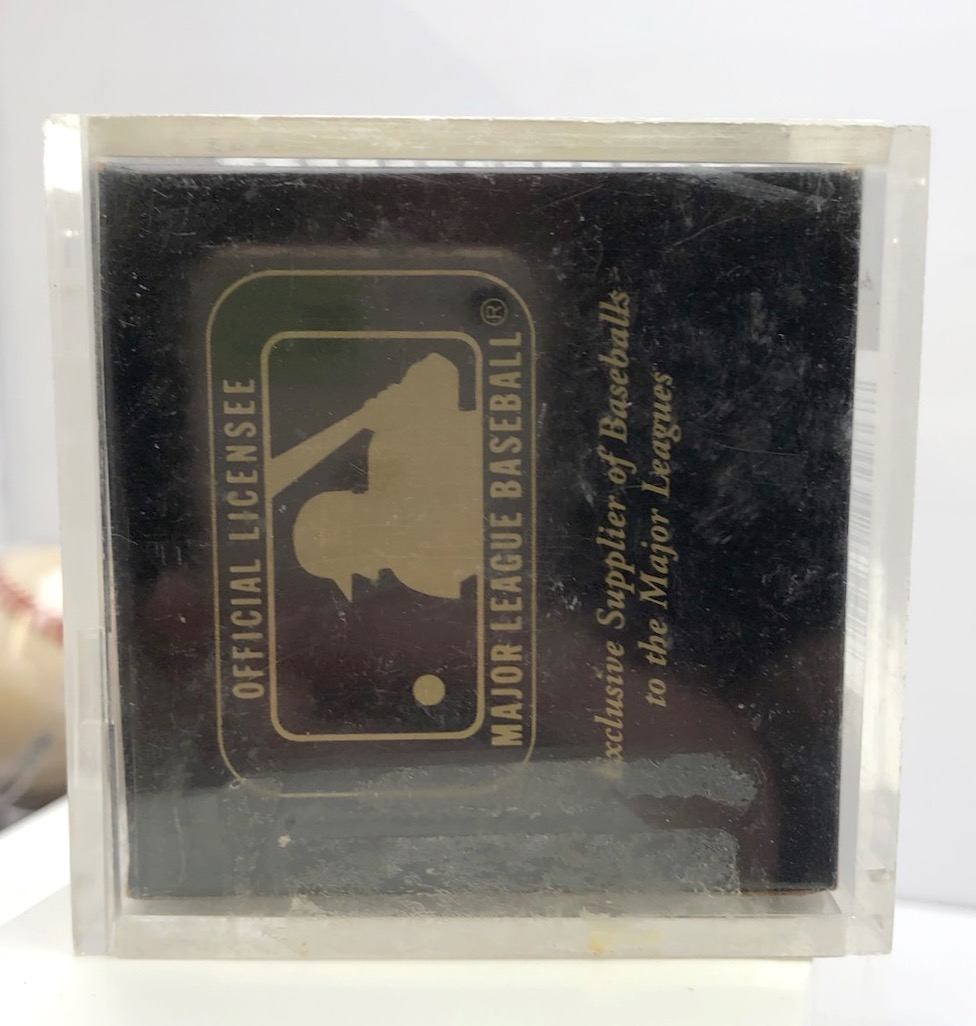 OFFICIAL LICENSEE
MAJOR LEAGUE BASEBALL ®
Exclusive Supplier of Baseballs
to the Major Leagues